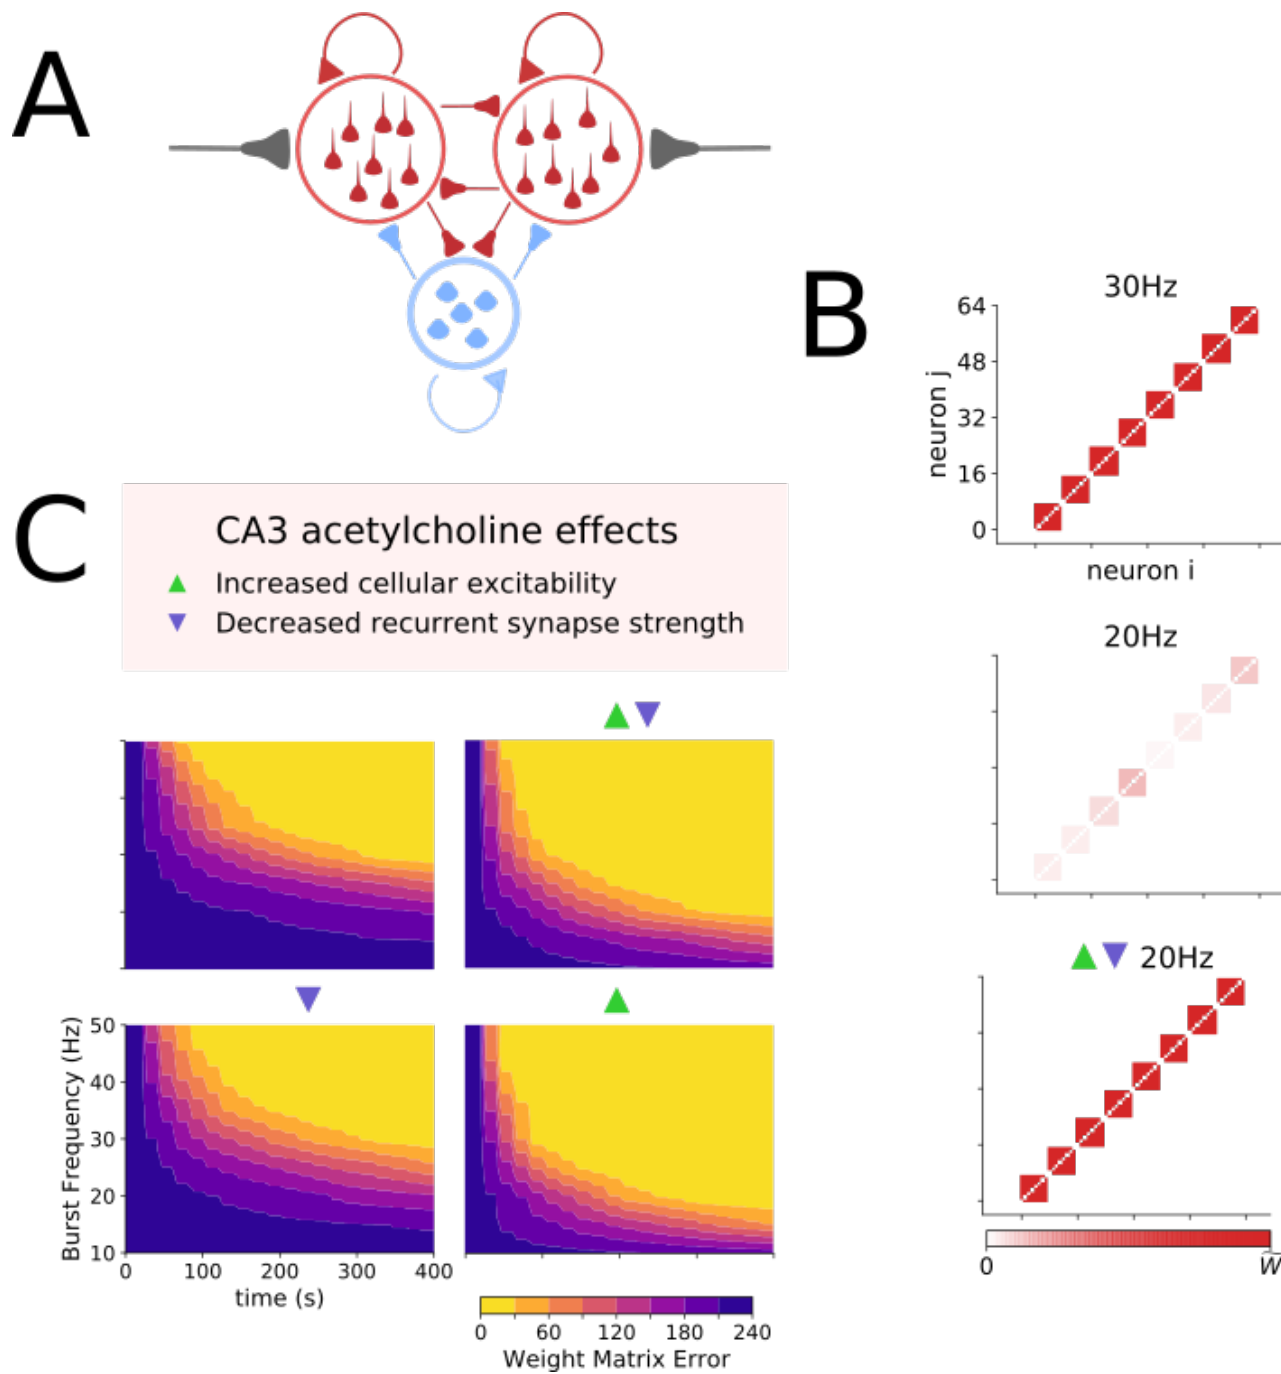 A
B
30Hz
64
48
32
16
0
neuron j
neuron i
20Hz
20Hz
0
W
C
CA3 acetylcholine effects
Increased cellular excitability
Decreased recurrent synapse strength
Burst Frequency (Hz)
50
40
30
20
10
0 100 200 300 400
time (s)
0 60 120 180 240
Weight Matrix Error